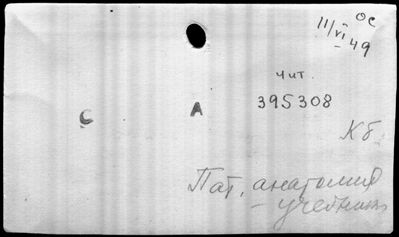 ОС
11/VI
49
чит.
395308
С А
Кб.
Пат. анатомия
- учебник